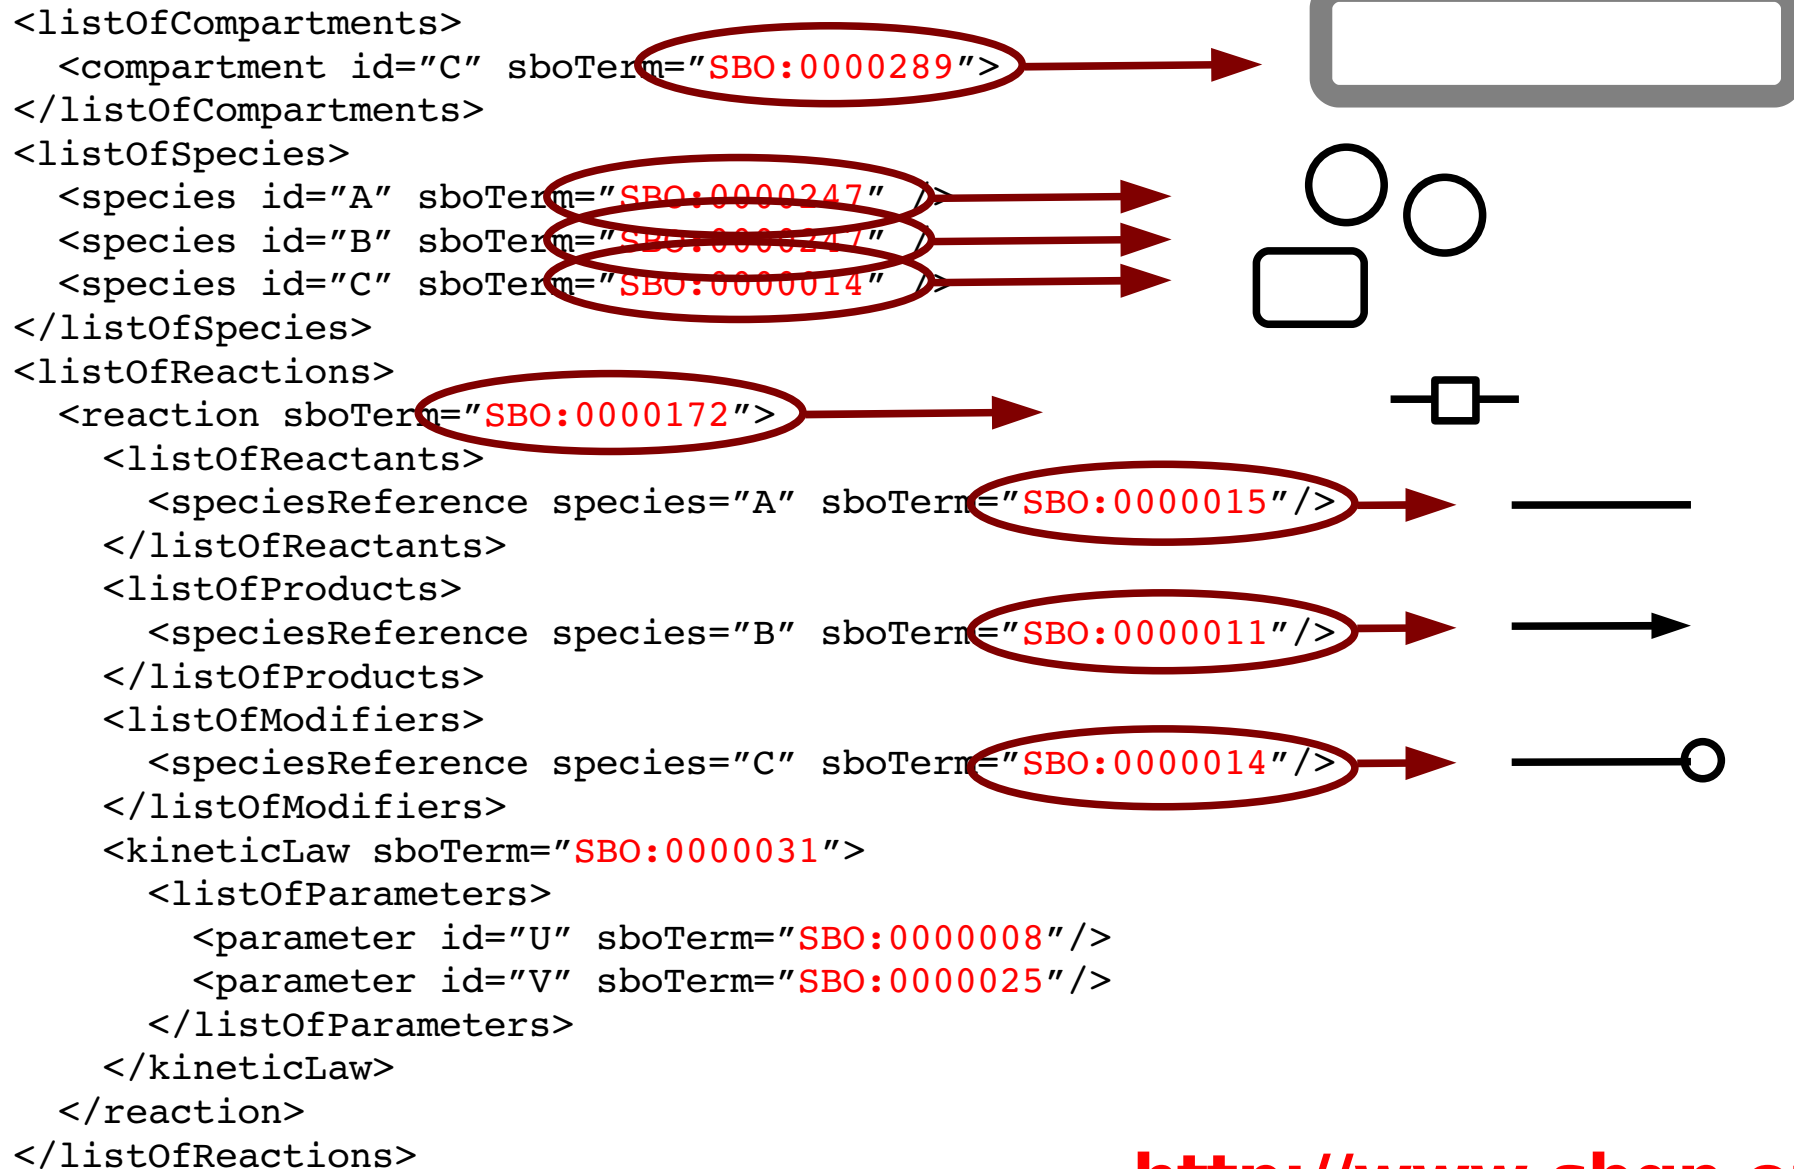 <listOfCompartments>
<compartment id="C" sboTerm="SBO:0000289">
</listOfCompartments>
<listOfSpecies>
<species id="A" sboTerm="SBO:0000247" />
<species id="B" sboTerm="SBO:0000247" />
<species id="C" sboTerm="SBO:0000014" />
</listOfSpecies>
<listOfReactions>
<reaction sboTerm="SBO:0000172">
<listOfReactants>
<speciesReference species="A" sboTerm="SBO:0000015"/>
</listOfReactants>
<listOfProducts>
<speciesReference species="B" sboTerm="SBO:0000011"/>
</listOfProducts>
<listOfModifiers>
<speciesReference species="C" sboTerm="SBO:0000014"/>
</listOfModifiers>
<kineticLaw sboTerm="SBO:0000031">
<listOfParameters>
<parameter id="U" sboTerm="SBO:0000008"/>
<parameter id="V" sboTerm="SBO:0000025"/>
</listOfParameters>
</kineticLaw>
</reaction>
</listOfReactions>